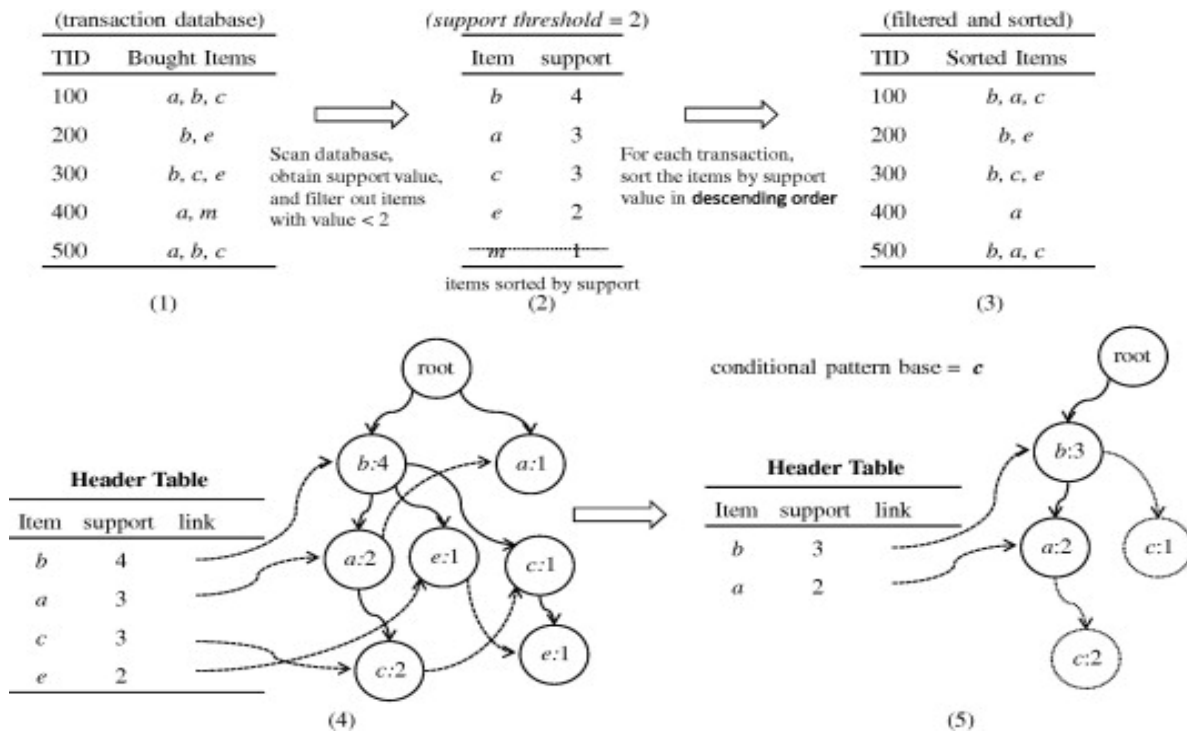 (transaction database)
TID Bought Items
100 a, b, c
200 b, e
300 b, c, e
400 a, m
500 a, b, c
(1)
Scan database,
obtain support value,
and filter out items
with value < 2
(support threshold = 2)
Item support
b 4
a 3
c 3
e 2
m 1
items sorted by support
(2)
For each transaction,
sort the items by support
value in descending order
(filtered and sorted)
TID Sorted Items
100 b, a, c
200 b, e
300 b, c, e
400 a
500 b, a, c
(3)
Header Table
Item support link
b 4
a 3
c 3
e 2
root
b:4
a:1
a:2
e:1
c:1
c:2
e:1
(4)
conditional pattern base = c
Header Table
Item support link
b 3
a 2
root
b:3
a:2
c:1
c:2
(5)